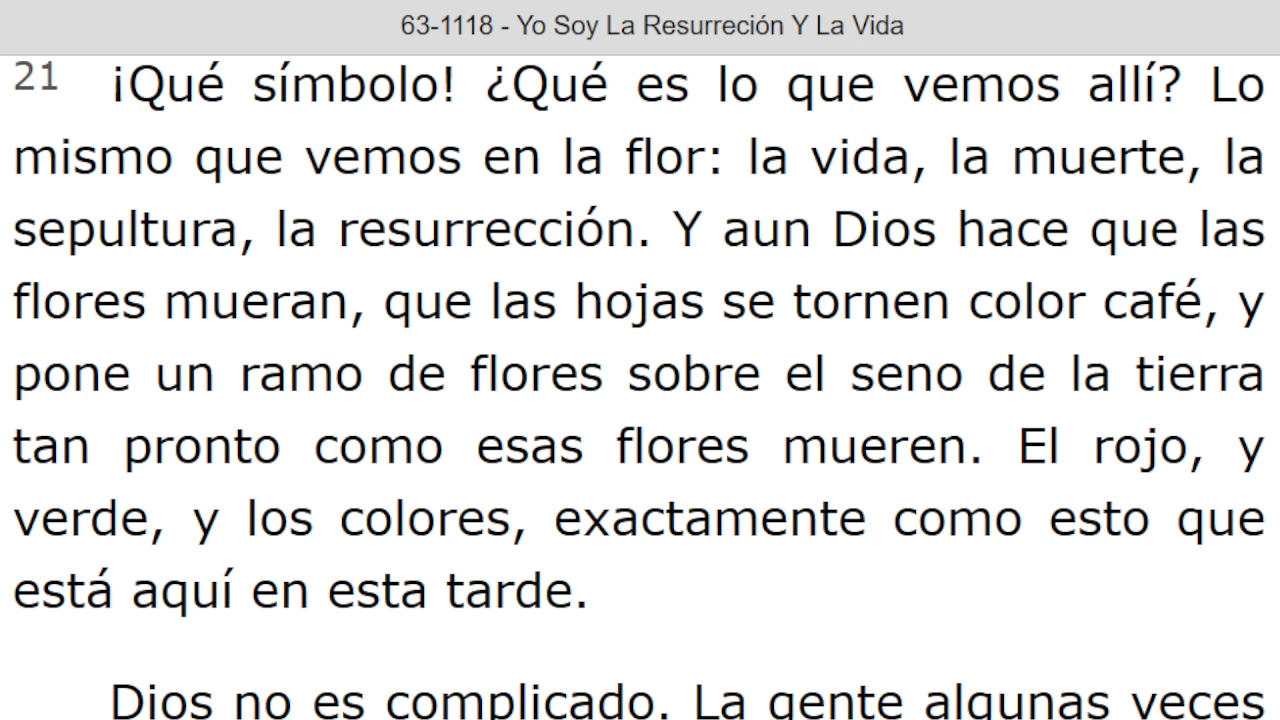 63-1118 - Yo Soy La Resurreción Y La Vida
21 ¡Qué símbolo! ¿Qué es lo que vemos allí? Lo
mismo que vemos en la flor: la vida, la muerte, la
sepultura, la resurrección. Y aun Dios hace que las
flores mueran, que las hojas se tornen color café, y
pone un ramo de flores sobre el seno de la tierra
tan pronto como esas flores mueren. El rojo, y
verde, y los colores, exactamente como esto que
está aquí en esta tarde.
Dios no es complicado. La gente algunas veces